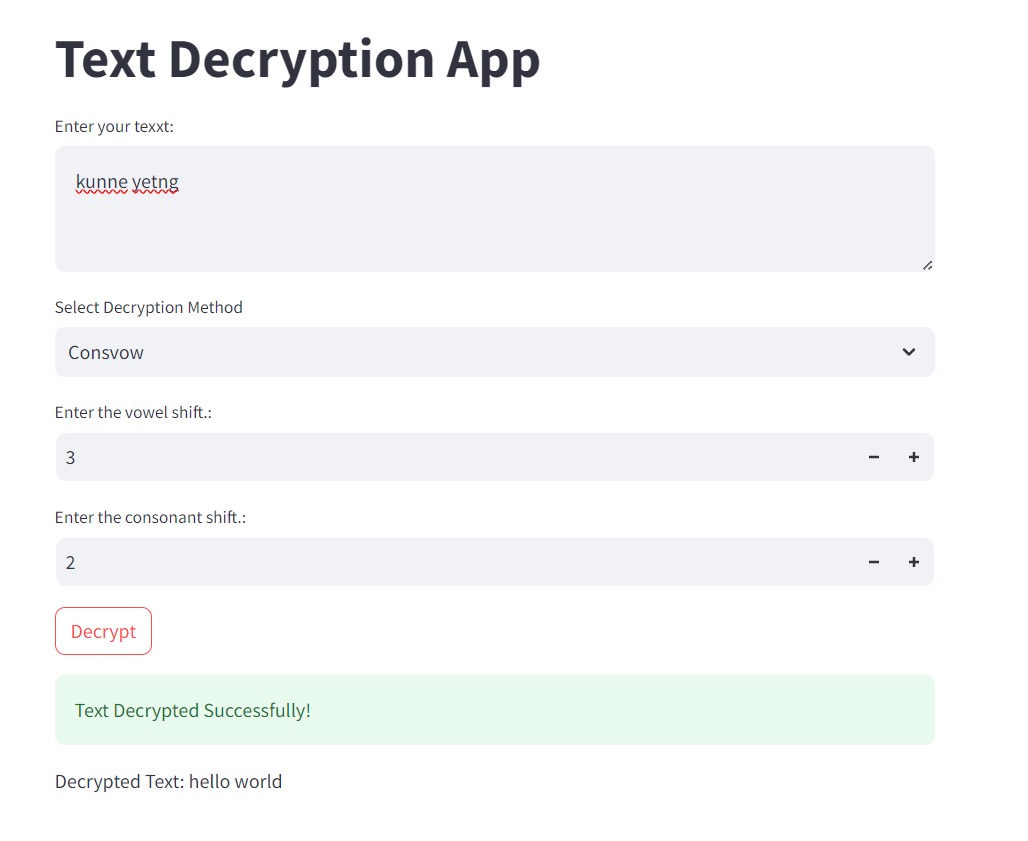 Text Decryption App
Enter your texxt:
kunne yetng
Select Decryption Method
Consvow
Enter the vowel shift.:
3
Enter the consonant shift.:
2
Decrypt
Text Decrypted Successfully!
Decrypted Text: hello world